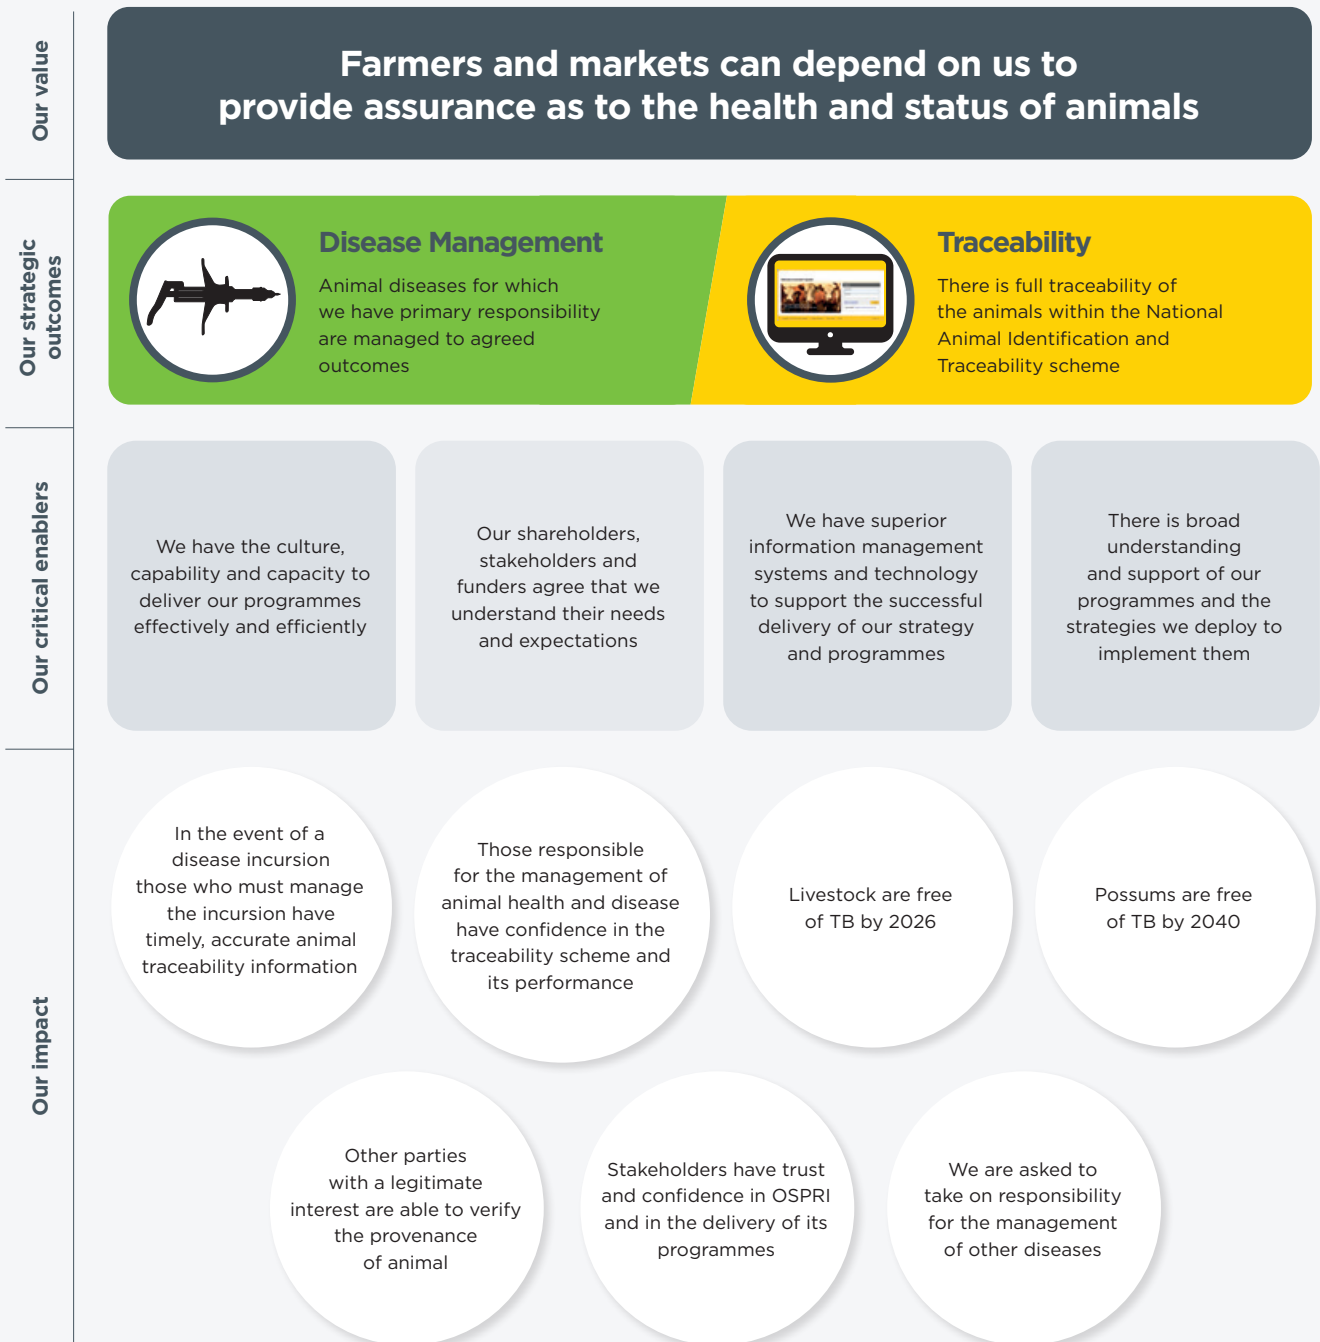 Our value
Farmers and markets can depend on us to
provide assurance as to the health and status of animals
Our strategic
outcomes
Disease Management
Animal diseases for which
we have primary responsibility
are managed to agreed
outcomes
Traceability
There is full traceability of
the animals within the National
Animal Identification and
Traceability scheme
Our critical enablers
We have the culture,
capability and capacity to
deliver our programmes
effectively and efficiently
Our shareholders,
stakeholders and
funders agree that we
understand their needs
and expectations
We have superior
information management
systems and technology
to support the successful
delivery of our strategy
and programmes
There is broad
understanding
and support of our
programmes and the
strategies we deploy to
implement them
Our impact
In the event of a
disease incursion
those who must manage
the incursion have
timely, accurate animal
traceability information
Those responsible
for the management of
animal health and disease
have confidence in the
traceability scheme and
its performance
Livestock are free
of TB by 2026
Possums are free
of TB by 2040
Other parties
with a legitimate
interest are able to verify
the provenance
of animal
Stakeholders have trust
and confidence in OSPRI
and in the delivery of its
programmes
We are asked to
take on responsibility
for the management
of other diseases